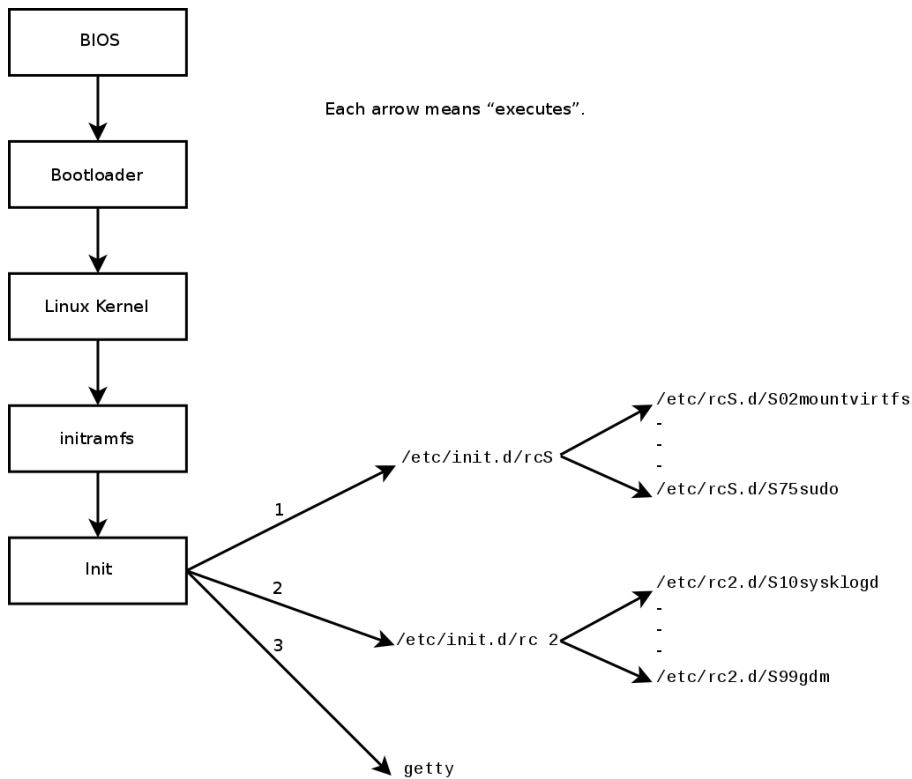 BIOS
Each arrow means “executes”.
Bootloader
Linux Kernel
initramfs
Init
1
2
3
/etc/init.d/rcS
/etc/rcS.d/S02mountvirtfs
-
-
-
/etc/rcS.d/S75sudo
/etc/init.d/rc 2
/etc/rc2.d/S10sysklogd
-
-
-
/etc/rc2.d/S99gdm
getty